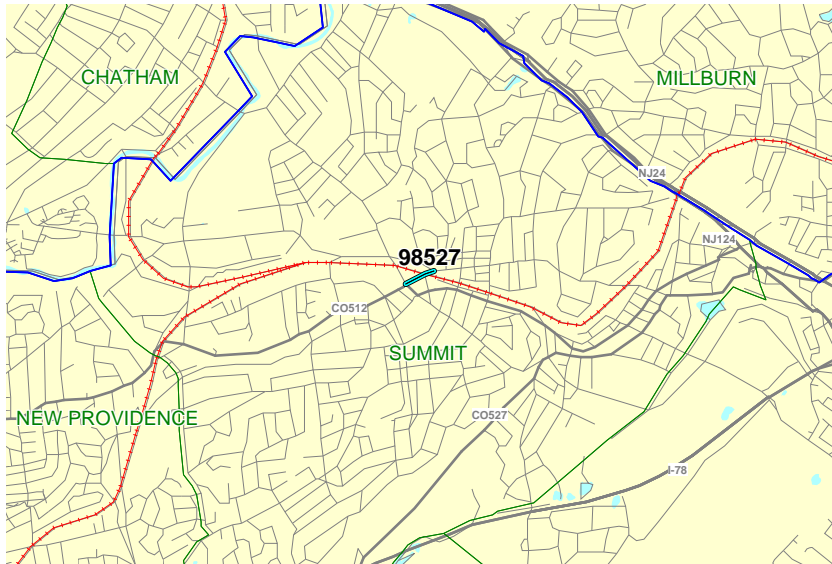 CHATHAM
MILLBURN
NJ24
NJ124
98527
CO512
SUMMIT
NEW PROVIDENCE
CO527
I-78